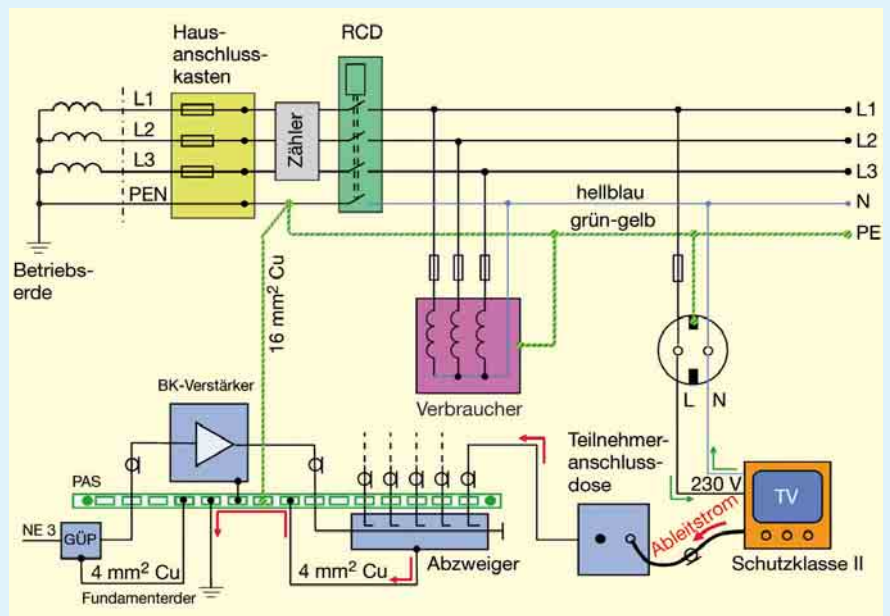 Haus-
anschluss-
kasten
RCD
L1
L2
L3
PEN
Zähler
L1
L2
L3
N
PE
hellblau
grün-gelb
Betriebs-
erde
16 mm² Cu
Verbraucher
L N
BK-Verstärker
Teilnehmer-
anschluss-
dose
PAS
230 V
TV
NE 3
GÜP
Ableitstrom
4 mm² Cu
4 mm² Cu
Abzweiger
Schutzklasse II
Fundamenterder